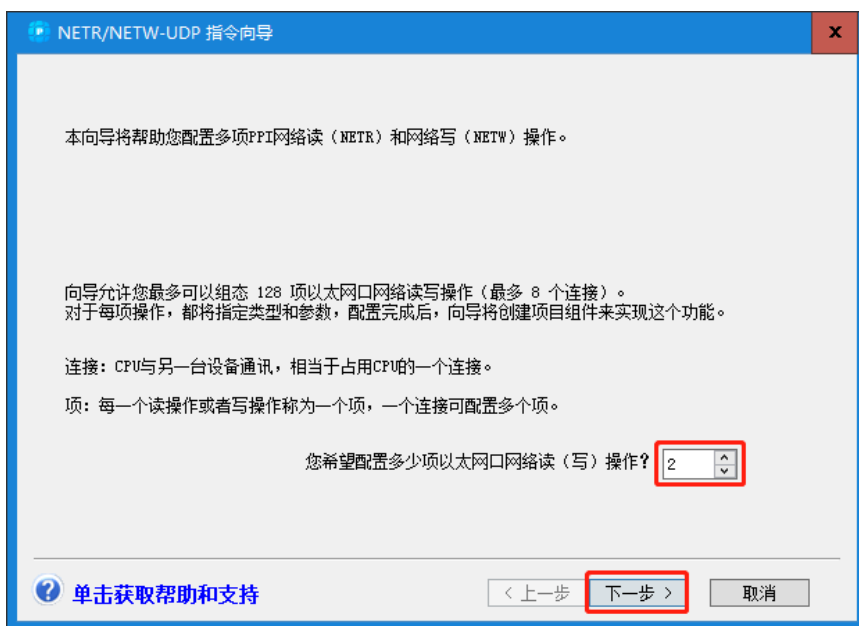 NETR/NETW-UDP 指令向导
本向导将帮助您配置多项PPI网络读（NETR）和网络写（NETW）操作。
向导允许您最多可以组态 128 项以太网口网络读写操作（最多 8 个连接）。
对于每项操作，都将指定类型和参数，配置完成后，向导将创建项目组件来实现这个功能。
连接：CPU与另一台设备通讯，相当于占用CPU的一个连接。
项：每一个读操作或者写操作称为一个项，一个连接可配置多个项。
您希望配置多少项以太网口网络读（写）操作？ 2
单击获取帮助和支持 < 上一步 下一步 > 取消